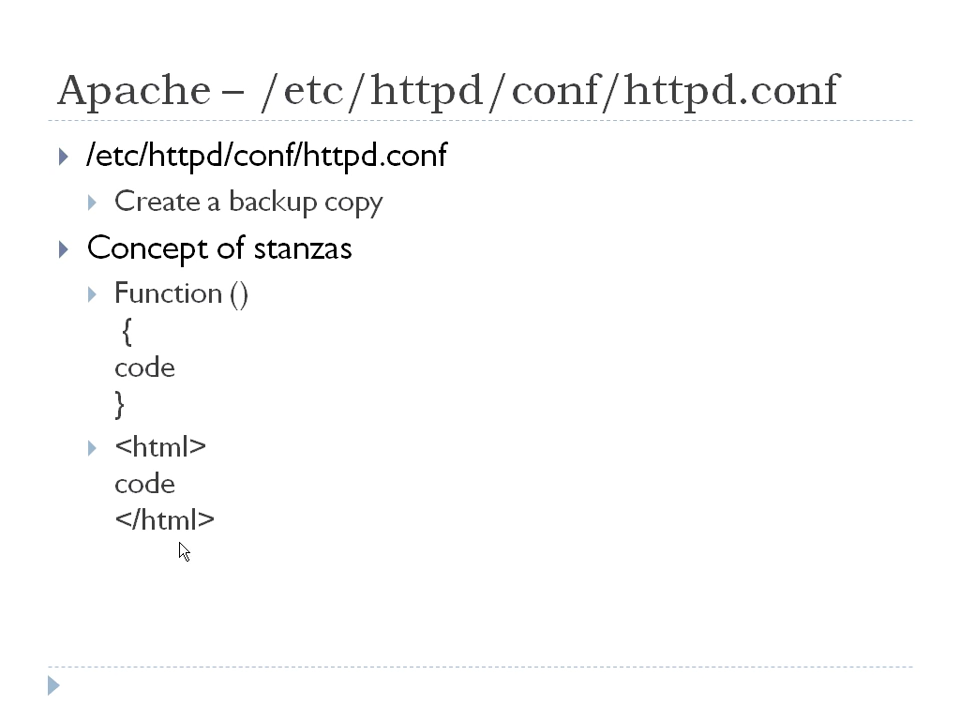 Apache – /etc/httpd/conf/httpd.conf
/etc/httpd/conf/httpd.conf
Create a backup copy
Concept of stanzas
Function ()
{
code
}
<html>
code
</html>